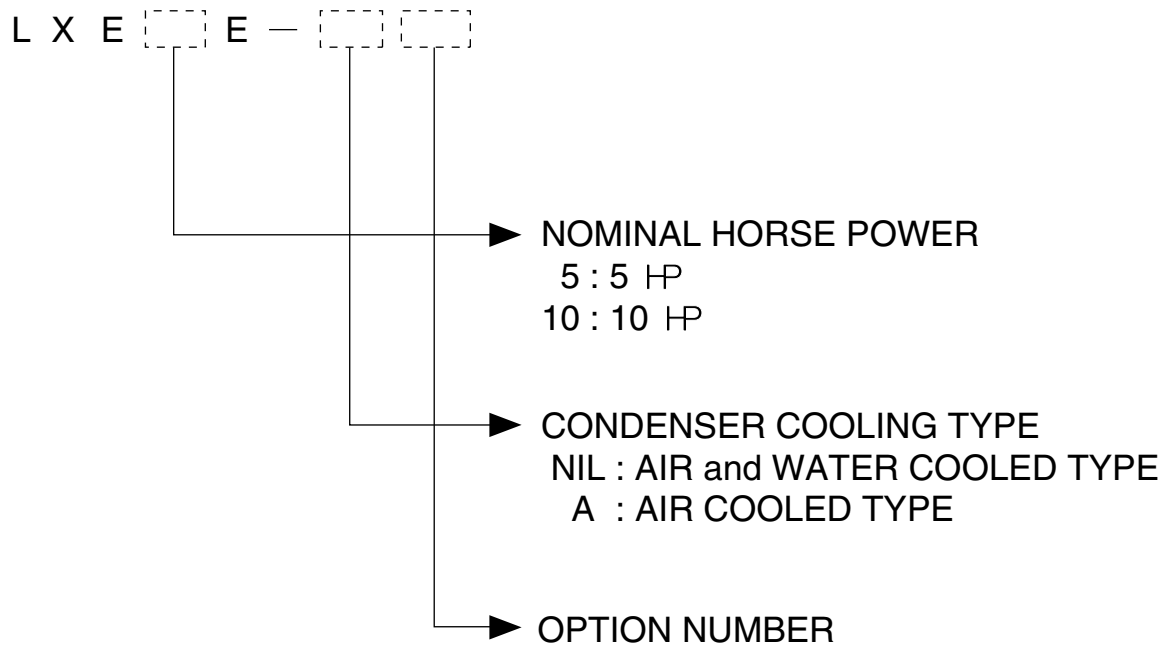 L X E E —
NOMINAL HORSE POWER
5 : 5 HP
10 : 10 HP
CONDENSER COOLING TYPE
NIL : AIR and WATER COOLED TYPE
A : AIR COOLED TYPE
OPTION NUMBER